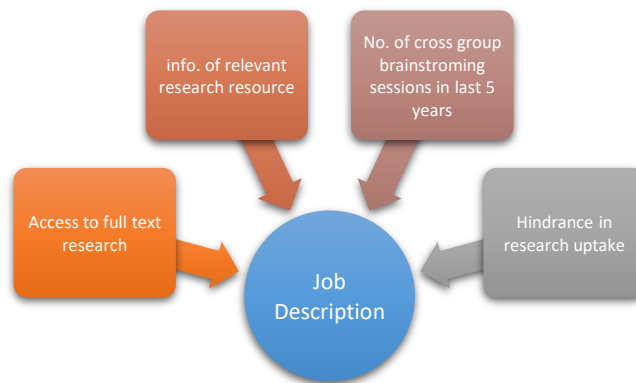 info. of relevant
research resource
No. of cross group
brainstroming
sessions in last 5
years
Access to full text
research
Hindrance in
research uptake
Job
Description